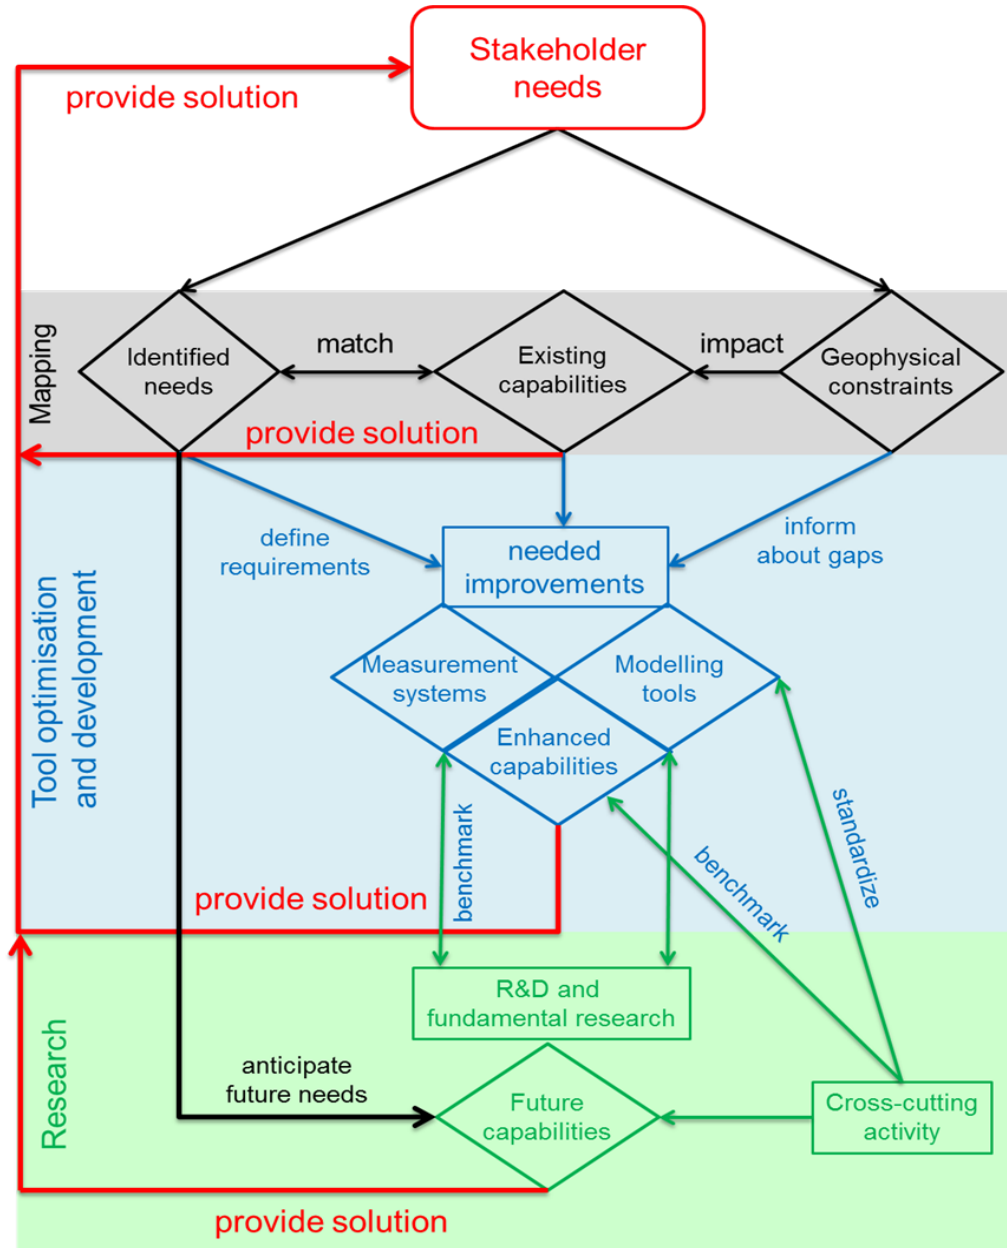 Stakeholder
needs
provide solution
Mapping
Identified
needs
match
Existing
capabilities
impact
Geophysical
constraints
provide solution
Tool optimisation
and development
define
requirements
needed
improvements
inform
about gaps
Measurement
systems
Modelling
tools
Enhanced
capabilities
benchmark
benchmark
standardize
provide solution
Research
R&D and
fundamental research
anticipate
future needs
Future
capabilities
Cross-cutting
activity
provide solution